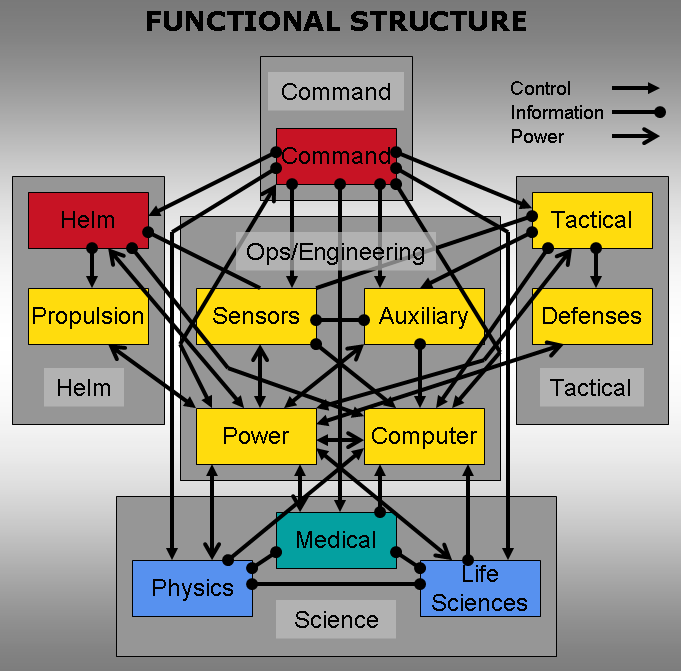 FUNCTIONAL STRUCTURE
Command
Control
Information
Power
Command
Helm
Tactical
Ops/Engineering
Propulsion
Sensors
Auxiliary
Defenses
Helm
Tactical
Power
Computer
Medical
Physics
Life
Sciences
Science